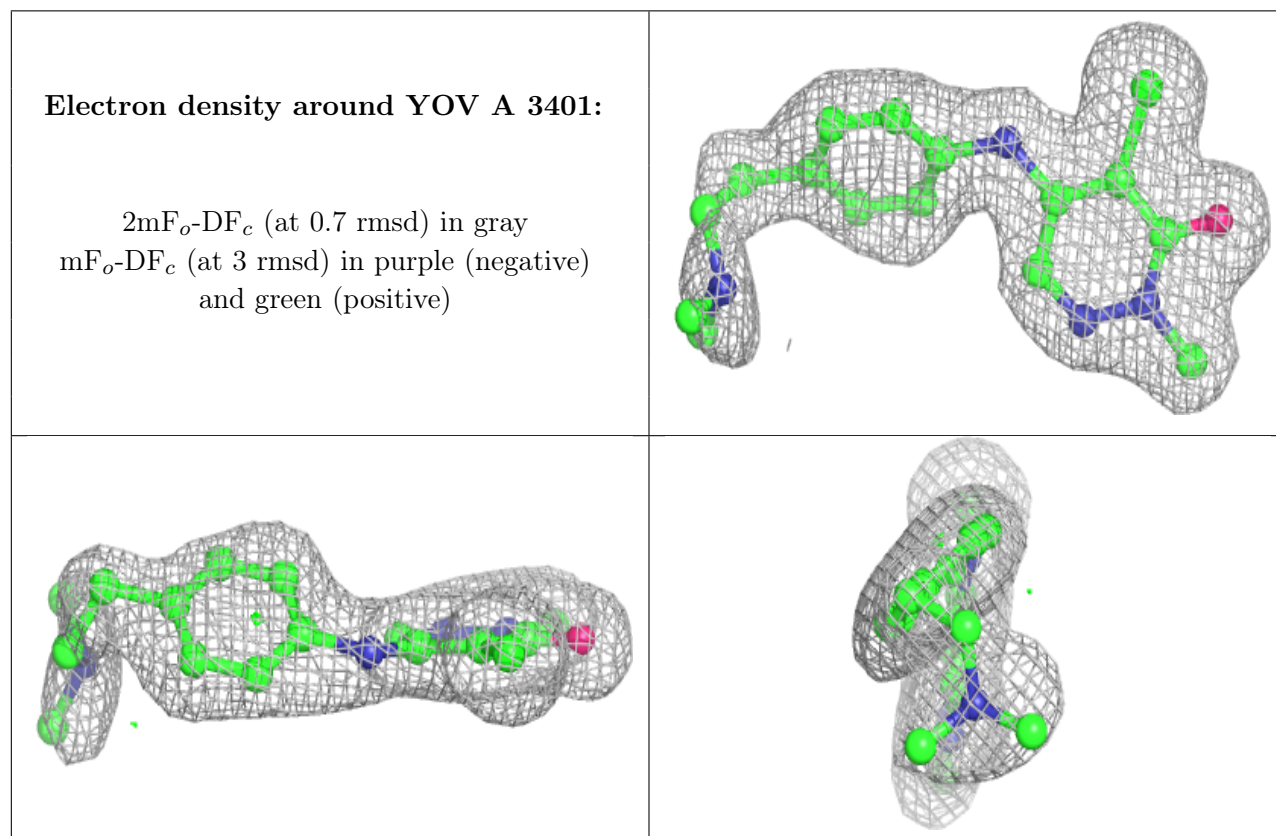 Electron density around YOV A 3401:
2mFo-DFc (at 0.7 rmsd) in gray
mFo-DFc (at 3 rmsd) in purple (negative)
and green (positive)